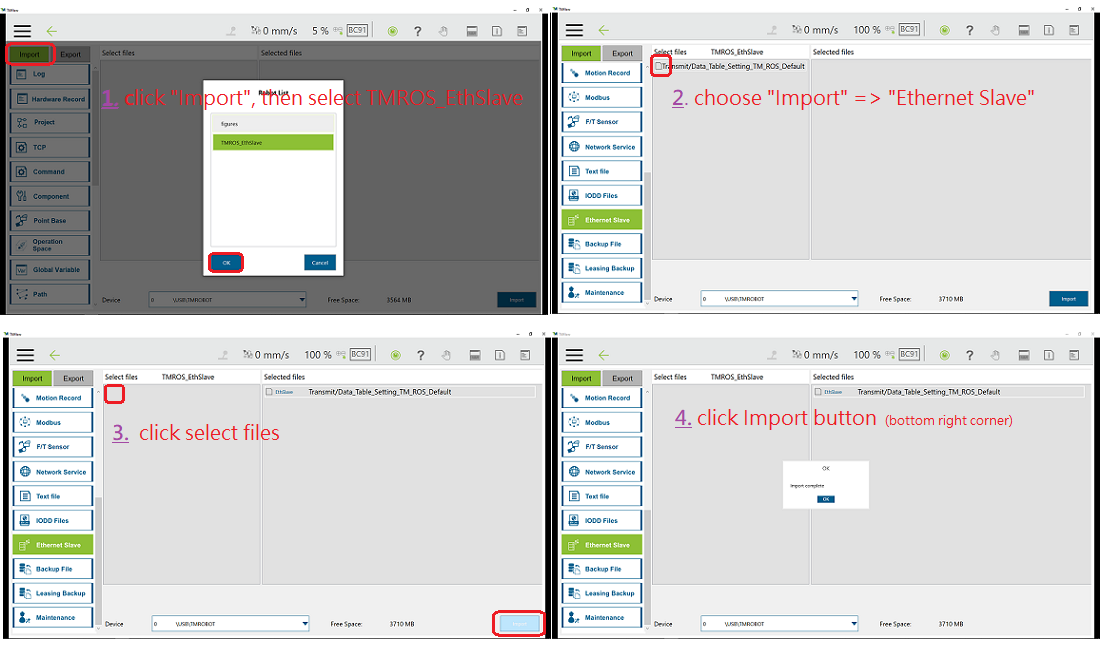 TMflow
0 mm/s 5 % BC91 ?
Import Export Select files Selected files
Log
Hardware Record
Project
TCP
Command
Component
Point Base
Operation Space
Global Variable
Path
Robot List
figures
TMROS_EthSlave
OK Cancel
1. click "Import", then select TMROS_EthSlave
Device 0 \USB\TMROBOT Free Space: 3564 MB Import
TMflow
0 mm/s 100 % BC91 ?
Import Export Select files TMROS_EthSlave Selected files
Transmit/Data_Table_Setting_TM_ROS_Default
2. choose "Import" => "Ethernet Slave"
Motion Record
Modbus
F/T Sensor
Network Service
Text file
IODD Files
Ethernet Slave
Backup File
Leasing Backup
Maintenance
Device 0 \USB\TMROBOT Free Space: 3710 MB Import
TMflow
0 mm/s 100 % BC91 ?
Import Export Select files TMROS_EthSlave Selected files
EthSlave Transmit/Data_Table_Setting_TM_ROS_Default
3. click select files
Motion Record
Modbus
F/T Sensor
Network Service
Text file
IODD Files
Ethernet Slave
Backup File
Leasing Backup
Maintenance
Device 0 \USB\TMROBOT Free Space: 3710 MB Import
TMflow
0 mm/s 100 % BC91 ?
Import Export Select files TMROS_EthSlave Selected files
EthSlave Transmit/Data_Table_Setting_TM_ROS_Default
4. click Import button (bottom right corner)
Motion Record
Modbus
F/T Sensor
Network Service
Text file
IODD Files
Ethernet Slave
Backup File
Leasing Backup
Maintenance
OK
Import complete
OK
Device 0 \USB\TMROBOT Free Space: 3710 MB